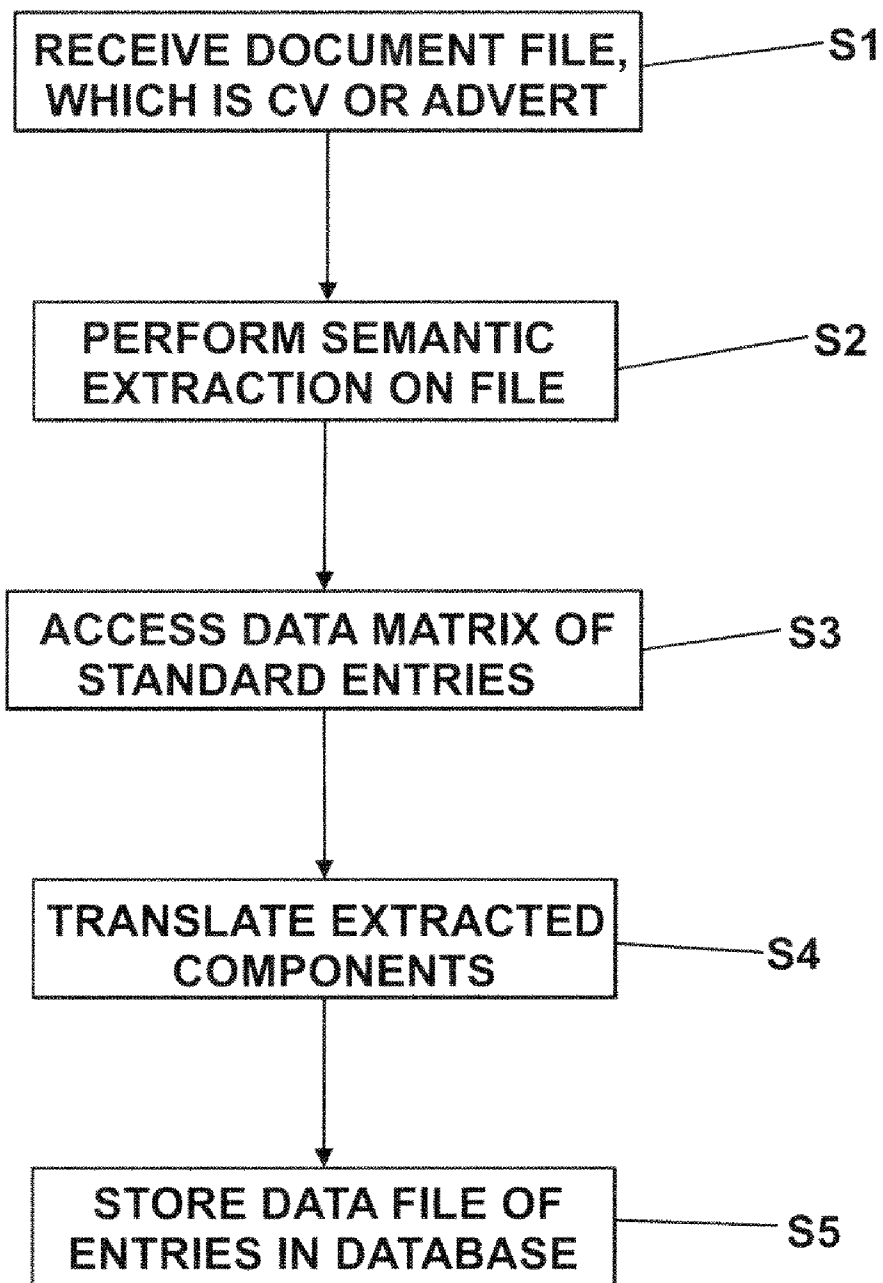 RECEIVE DOCUMENT FILE,
WHICH IS CV OR ADVERT
S1
PERFORM SEMANTIC
EXTRACTION ON FILE
S2
ACCESS DATA MATRIX OF
STANDARD ENTRIES
S3
TRANSLATE EXTRACTED
COMPONENTS
S4
STORE DATA FILE OF
ENTRIES IN DATABASE
S5